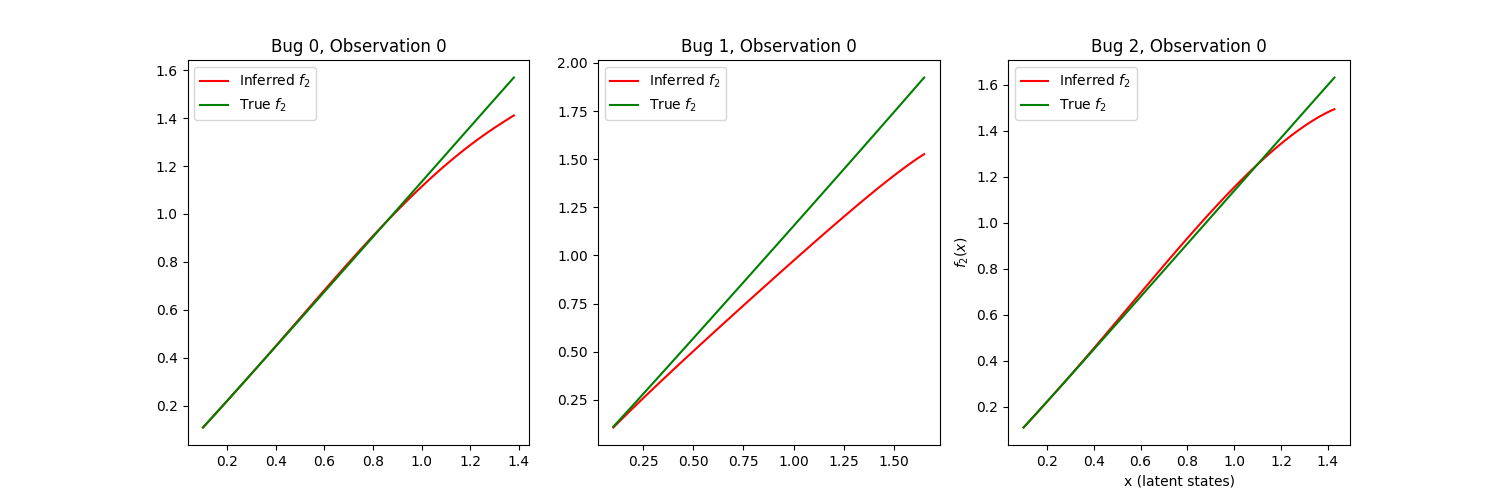 Bug 0, Observation 0
Inferred f₂
True f₂
1.6
1.4
1.2
1.0
0.8
0.6
0.4
0.2
0.2 0.4 0.6 0.8 1.0 1.2 1.4
Bug 1, Observation 0
Inferred f₂
True f₂
2.00
1.75
1.50
1.25
1.00
0.75
0.50
0.25
0.25 0.50 0.75 1.00 1.25 1.50
Bug 2, Observation 0
Inferred f₂
True f₂
1.6
1.4
1.2
1.0
0.8
0.6
0.4
0.2
f₂(x)
0.2 0.4 0.6 0.8 1.0 1.2 1.4
x (latent states)